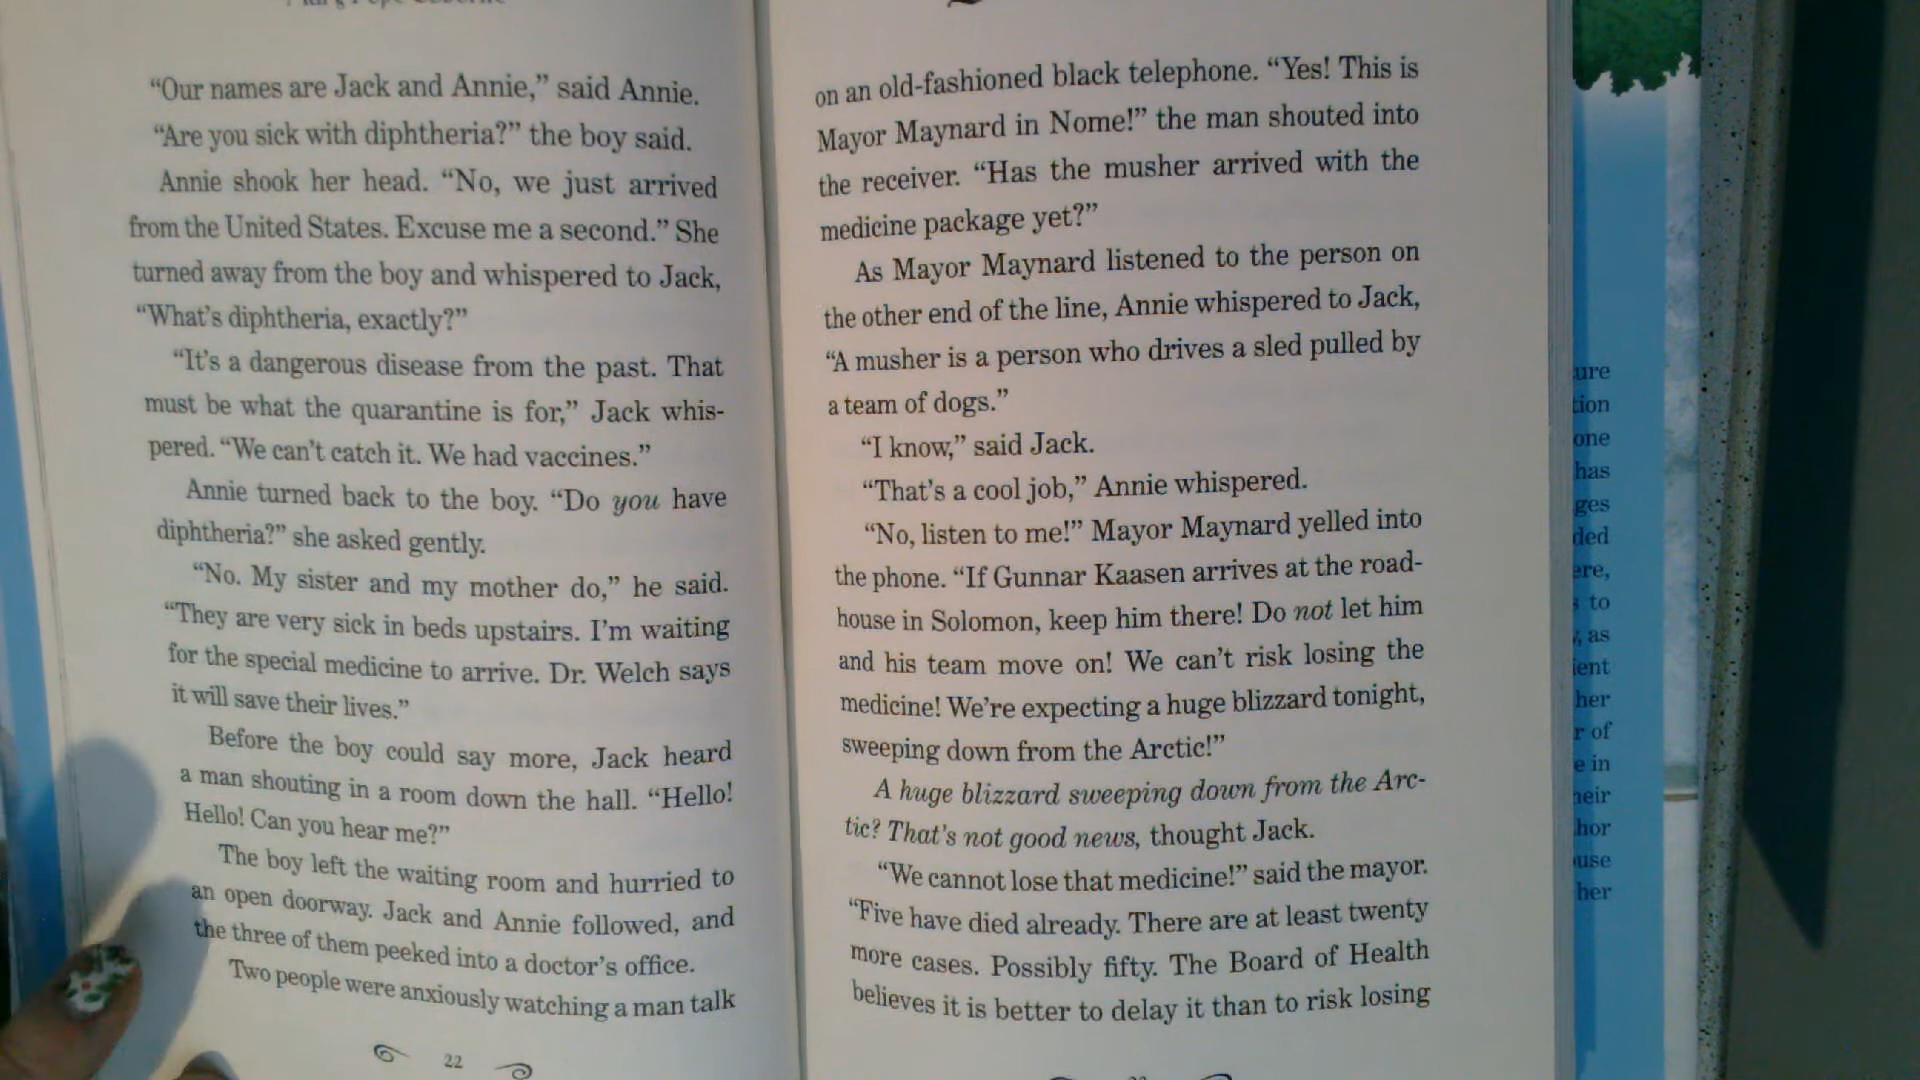 "Our names are Jack and Annie," said Annie.
"Are you sick with diphtheria?" the boy said.
Annie shook her head. "No, we just arrived
from the United States. Excuse me a second." She
turned away from the boy and whispered to Jack,
"What's diphtheria, exactly?"
"It's a dangerous disease from the past. That
must be what the quarantine is for," Jack whis-
pered. "We can't catch it. We had vaccines."
Annie turned back to the boy. "Do you have
diphtheria?" she asked gently.
"No. My sister and my mother do," he said.
"They are very sick in beds upstairs. I'm waiting
for the special medicine to arrive. Dr. Welch says
it will save their lives."
Before the boy could say more, Jack heard
a man shouting in a room down the hall. "Hello!
Hello! Can you hear me?"
The boy left the waiting room and hurried to
an open doorway. Jack and Annie followed, and
the three of them peeked into a doctor's office.
Two people were anxiously watching a man talk
22
on an old-fashioned black telephone. "Yes! This is
Mayor Maynard in Nome!" the man shouted into
the receiver. "Has the musher arrived with the
medicine package yet?"
As Mayor Maynard listened to the person on
the other end of the line, Annie whispered to Jack,
"A musher is a person who drives a sled pulled by
a team of dogs."
"I know," said Jack.
"That's a cool job," Annie whispered.
"No, listen to me!" Mayor Maynard yelled into
the phone. "If Gunnar Kaasen arrives at the road-
house in Solomon, keep him there! Do not let him
and his team move on! We can't risk losing the
medicine! We're expecting a huge blizzard tonight,
sweeping down from the Arctic!"
A huge blizzard sweeping down from the Arc-
tic? That's not good news, thought Jack.
"We cannot lose that medicine!" said the mayor.
"Five have died already. There are at least twenty
more cases. Possibly fifty. The Board of Health
believes it is better to delay it than to risk losing
ure
tion
one
has
ges
ded
ere,
s to
, as
ient
her
r of
e in
heir
hor
use
her